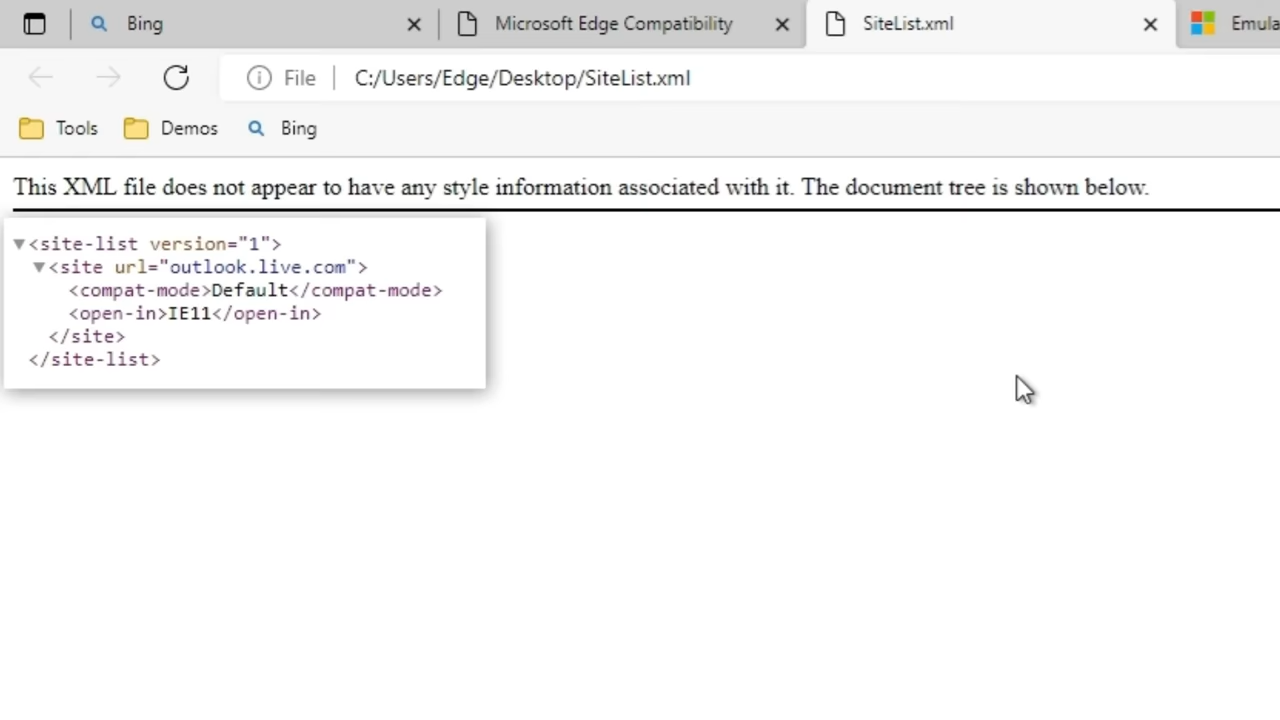 Bing
Microsoft Edge Compatibility
SiteList.xml
Emula
File
C:/Users/Edge/Desktop/SiteList.xml
Tools
Demos
Bing
This XML file does not appear to have any style information associated with it. The document tree is shown below.
<site-list version="1">
<site url="outlook.live.com">
<compat-mode>Default</compat-mode>
<open-in>IE11</open-in>
</site>
</site-list>